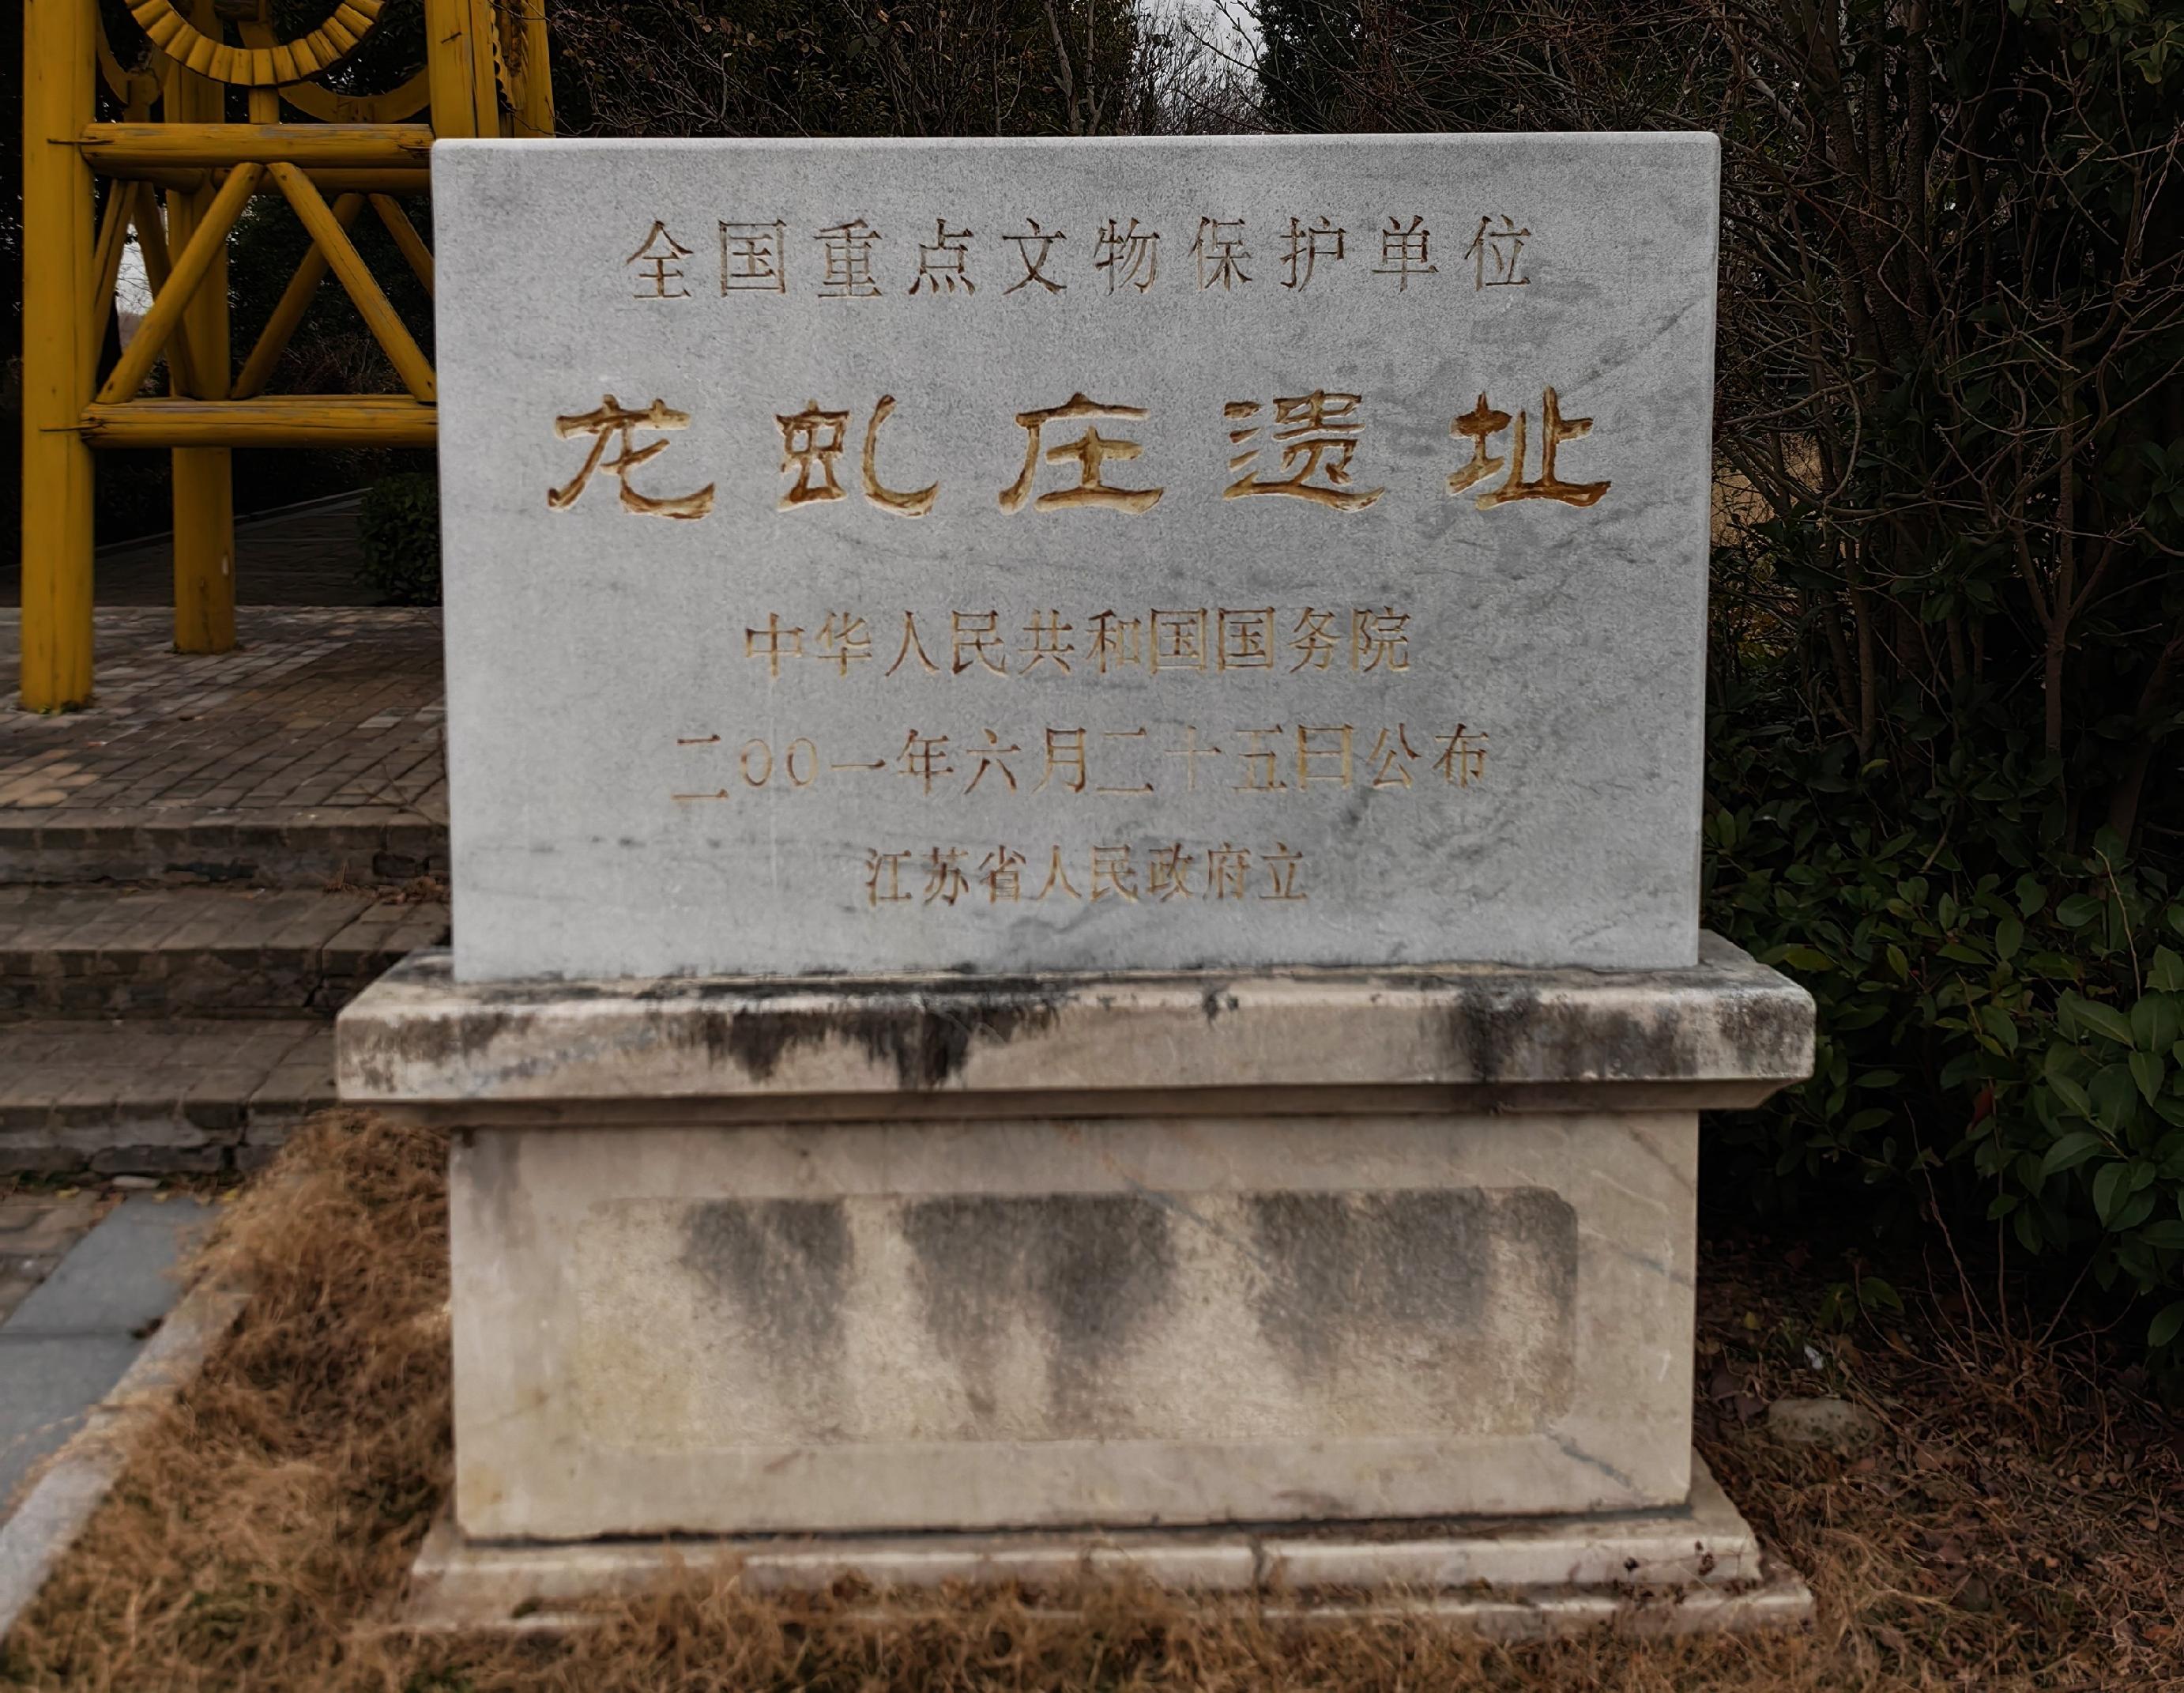 全国重点文物保护单位
龙虬庄遗址
中华人民共和国国务院
二〇〇一年六月二十五日公布
江苏省人民政府立